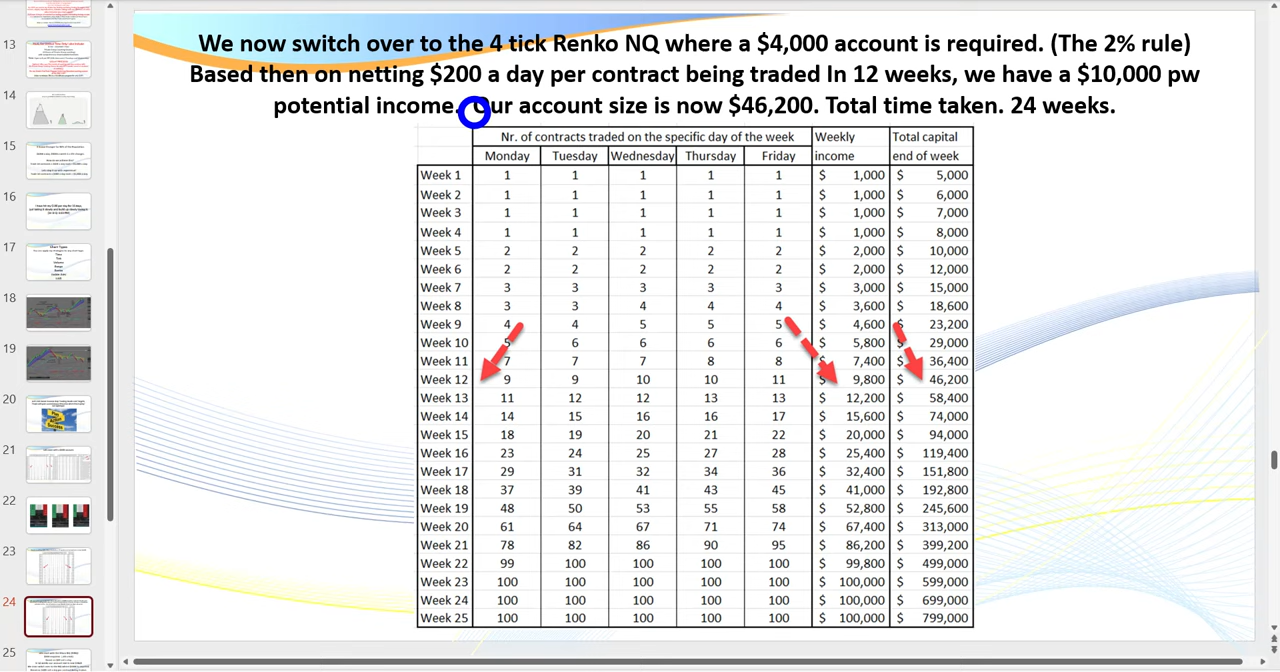 We now switch over to the tick Renko NQ where a $4,000 account is required. (The 2% rule)
Based then on netting $200/day per contract being traded In 12 weeks, we have a $10,000 pw
potential income. Our account size is now $46,200. Total time taken. 24 weeks.
Nr. of contracts traded on the specific day of week Weekly Total capital
Monday Tuesday Wednesday Thursday Friday income end of week
Week 1 1 1 1 1 1 $ 1,000 $ 5,000
Week 2 1 1 1 1 1 $ 1,000 $ 6,000
Week 3 1 1 1 1 1 $ 1,000 $ 7,000
Week 4 1 1 1 1 1 $ 1,000 $ 8,000
Week 5 2 2 2 2 2 $ 2,000 $ 10,000
Week 6 2 2 2 2 2 $ 2,000 $ 12,000
Week 7 3 3 3 3 3 $ 3,000 $ 15,000
Week 8 3 3 4 4 4 $ 3,600 $ 18,600
Week 9 4 4 5 5 5 $ 4,600 $ 23,200
Week 10 5 6 6 6 6 $ 5,800 $ 29,000
Week 11 7 7 7 8 8 $ 7,400 $ 36,400
Week 12 9 9 10 10 11 $ 9,800 $ 46,200
Week 13 12 13 $ $
Week 14 15 16 16 17 $ 15,600 $ 74,000
Week 15 18 19 20 21 22 $ 20,000 $ 94,000
Week 16 23 24 25 27 28 $ 25,400 $ 119,400
Week 17 29 31 32 34 36 $ 32,400 $ 151,800
Week 18 37 39 41 43 45 $ 41,000 $ 192,800
Week 19 48 50 53 55 58 $ 52,800 $ 245,600
Week 20 61 64 67 71 74 $ 67,400 $ 313,000
Week 21 78 82 86 90 95 $ 86,200 $ 399,200
Week 22 99 100 100 100 100 $ 99,800 $ 499,000
Week 23 100 100 100 100 100 $ 100,000 $ 599,000
Week 24 100 100 100 100 $ 100,000 $ 699,000
Week 25 100 100 100 100 100 $ 100,000 $ 799,000
13
14
15
16
17
18
19
20
21
22
23
24
25